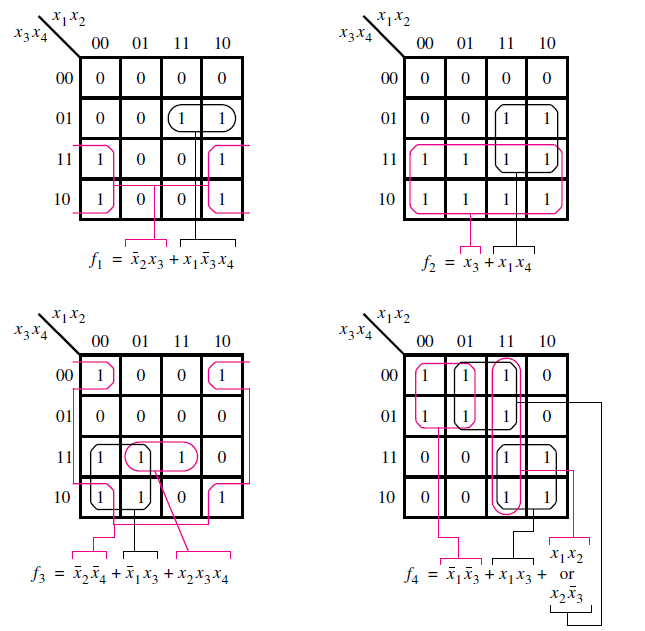 x₁x₂ x₁x₂
x₃x₄ x₃x₄
00 01 11 10 00 01 11 10
00 0 0 0 0 00 0 0 0 0
01 0 0 1 1 01 0 0 1 1
11 1 0 0 1 11 1 1 1 1
10 1 0 0 1 10 1 1 1 1
f₁ = x̄₂x₃ + x₁x̄₃x₄ f₂ = x₃ + x₁x₄
x₁x₂ x₁x₂
x₃x₄ x₃x₄
00 01 11 10 00 01 11 10
00 1 0 0 1 00 1 1 1 0
01 0 0 0 0 01 1 1 1 0
11 1 1 1 0 11 0 0 1 1
10 1 1 0 1 10 0 0 1 1
x₁x₂
f₃ = x̄₂x̄₄ + x̄₁x₃ + x₂x₃x₄ f₄ = x̄₁x̄₃ + x₁x₃ + or
x₂x̄₃